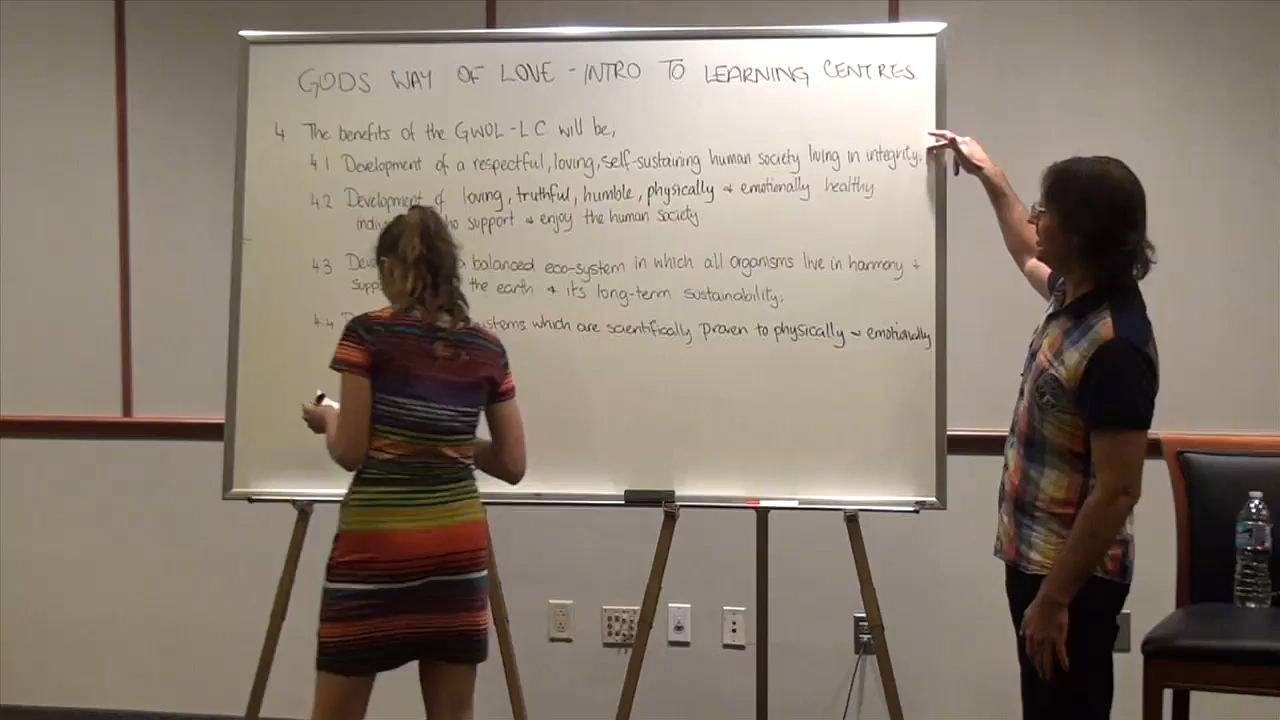 GODS WAY OF LOVE - INTRO TO LEARNING CENTRES
4 The benefits of the GWOL - LC will be,
4.1 Development of a respectful, loving, self-sustaining human society living in integrity,
4.2 Development of loving, truthful, humble, physically + emotionally healthy
support + enjoy the human society
4.3 a balanced eco-system in which all organisms live in harmony +
the earth + its long-term sustainability,
4.4 which are scientifically proven to physically + emotionally